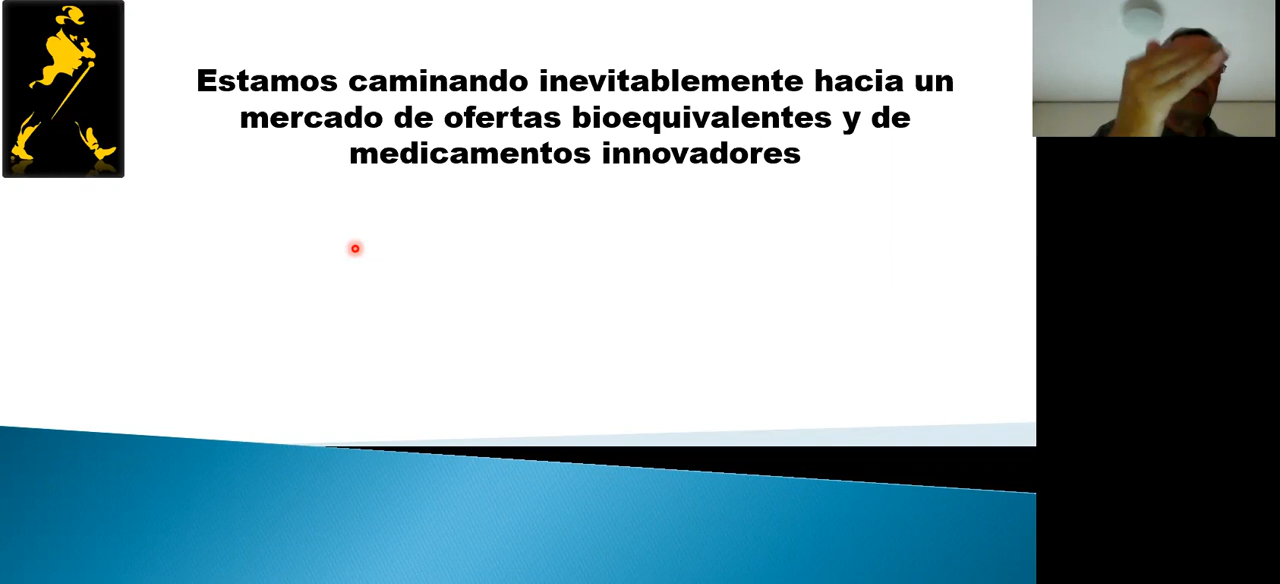 Estamos caminando inevitablemente hacia un
mercado de ofertas bioequivalentes y de
medicamentos innovadores